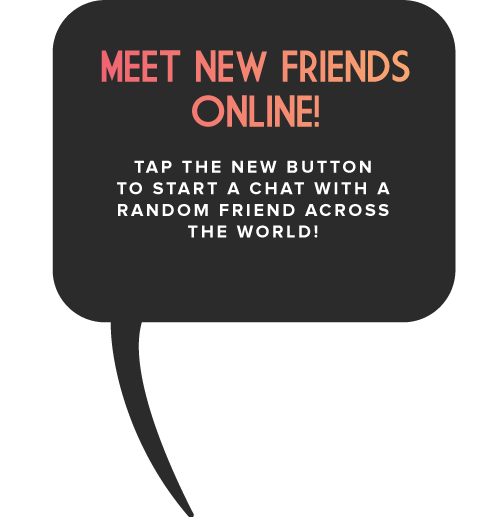 MEET NEW FRIENDS
ONLINE!
TAP THE NEW BUTTON
TO START A CHAT WITH A
RANDOM FRIEND ACROSS
THE WORLD!